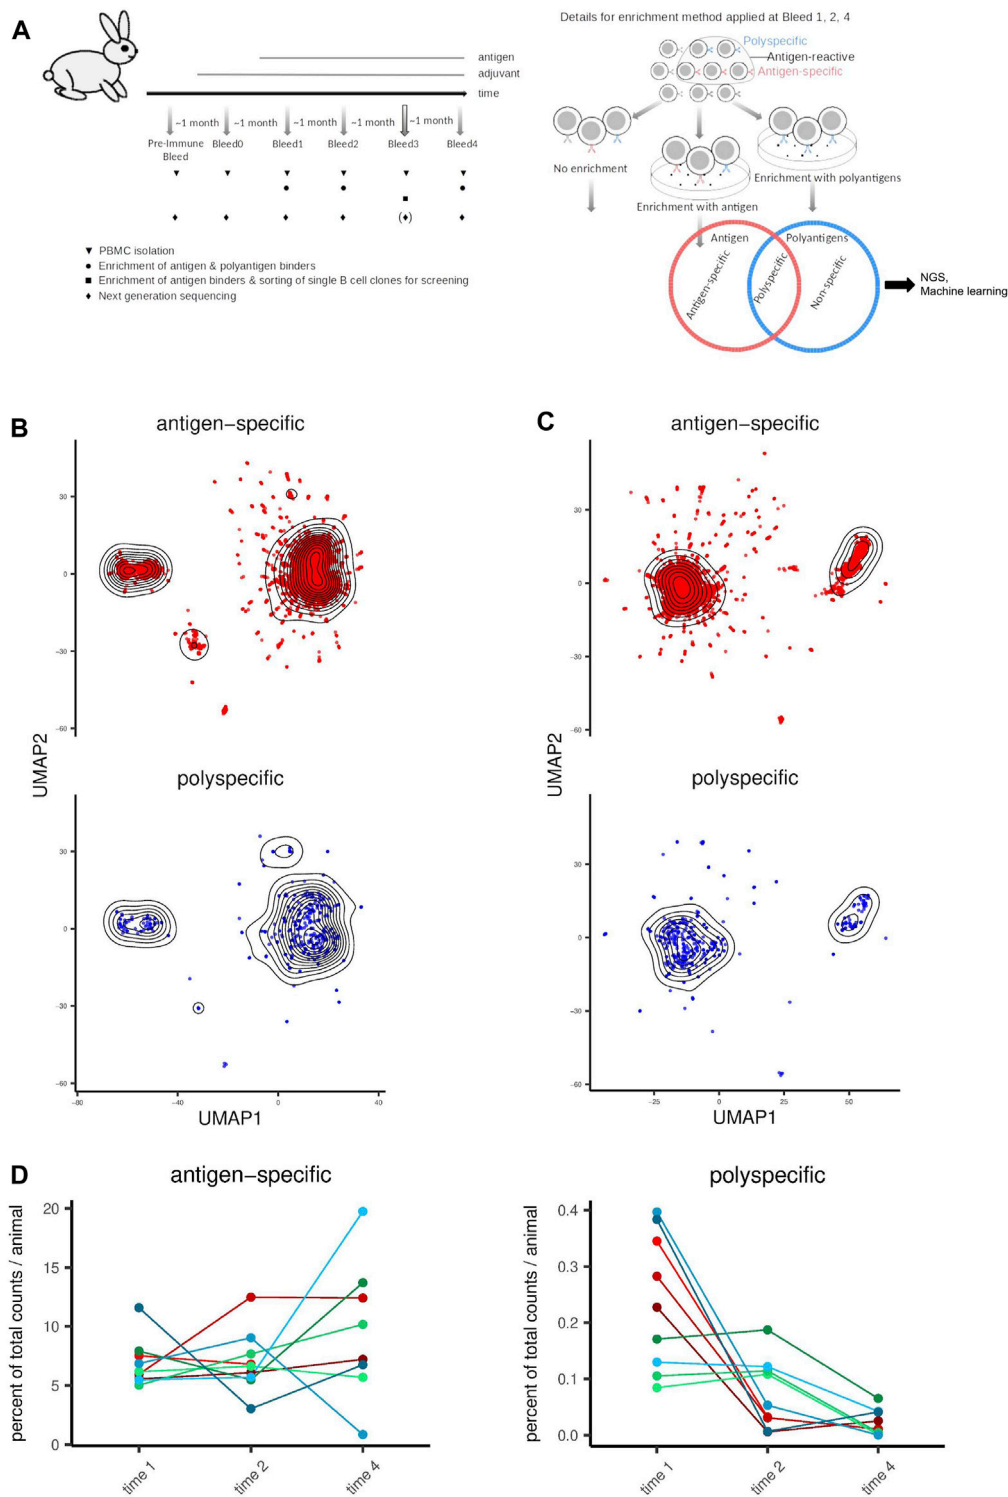 A
antigen
adjuvant
time
~1 month ~1 month ~1 month ~1 month ~1 month
Pre-Immune Bleed Bleed0 Bleed1 Bleed2 Bleed3 Bleed4
( )
PBMC isolation
Enrichment of antigen & polyantigen binders
Enrichment of antigen binders & sorting of single B cell clones for screening
Next generation sequencing
Details for enrichment method applied at Bleed 1, 2, 4
Polyspecific
Antigen-reactive
Antigen-specific
No enrichment
Enrichment with polyantigens
Enrichment with antigen
Antigen Polyantigens
Antigen-specific Polyspecific Non-specific
NGS,
Machine learning
B
antigen-specific
30
0
-30
-60
UMAP2
polyspecific
30
0
-30
-60
-80 -40 0 40
UMAP1
C
antigen-specific
30
0
-30
-60
UMAP2
polyspecific
30
0
-30
-60
-25 0 25 50
UMAP1
D
antigen-specific
percent of total counts / animal
20
15
10
5
0
time 1 time 2 time 4
polyspecific
percent of total counts / animal
0.4
0.3
0.2
0.1
0.0
time 1 time 2 time 4